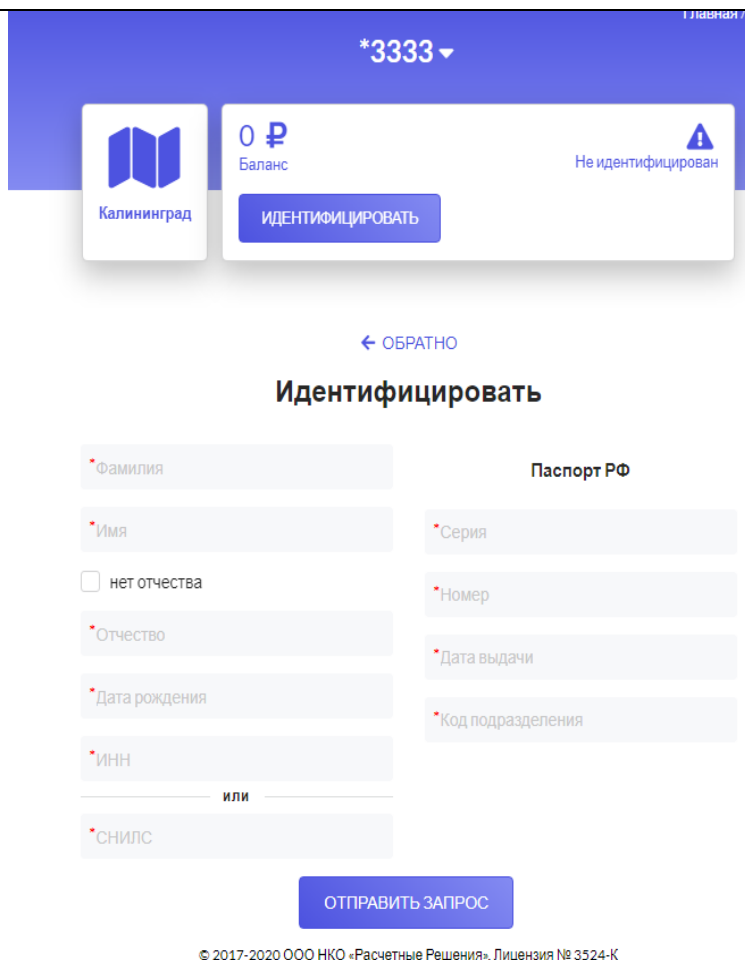 Главная /
*3333
0 ₽
Баланс
Не идентифицирован
Калининград
ИДЕНТИФИЦИРОВАТЬ
← ОБРАТНО
Идентифицировать
*Фамилия
*Имя
нет отчества
*Отчество
*Дата рождения
*ИНН
или
*СНИЛС
Паспорт РФ
*Серия
*Номер
*Дата выдачи
*Код подразделения
ОТПРАВИТЬ ЗАПРОС
© 2017-2020 ООО НКО «Расчетные Решения». Лицензия № 3524-К